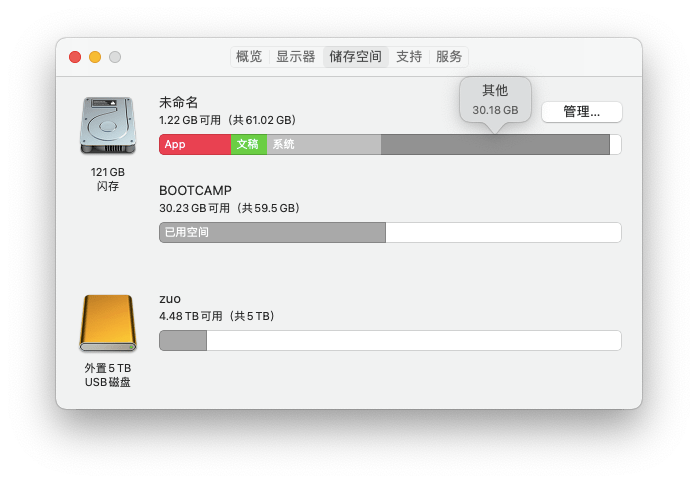 概览 显示器 储存空间 支持 服务
其他
30.18 GB
管理...
未命名
1.22 GB 可用（共 61.02 GB）
App 文稿 系统
121 GB
闪存
BOOTCAMP
30.23 GB 可用（共 59.5 GB）
已用空间
zuo
4.48 TB 可用（共 5 TB）
外置 5 TB
USB 磁盘